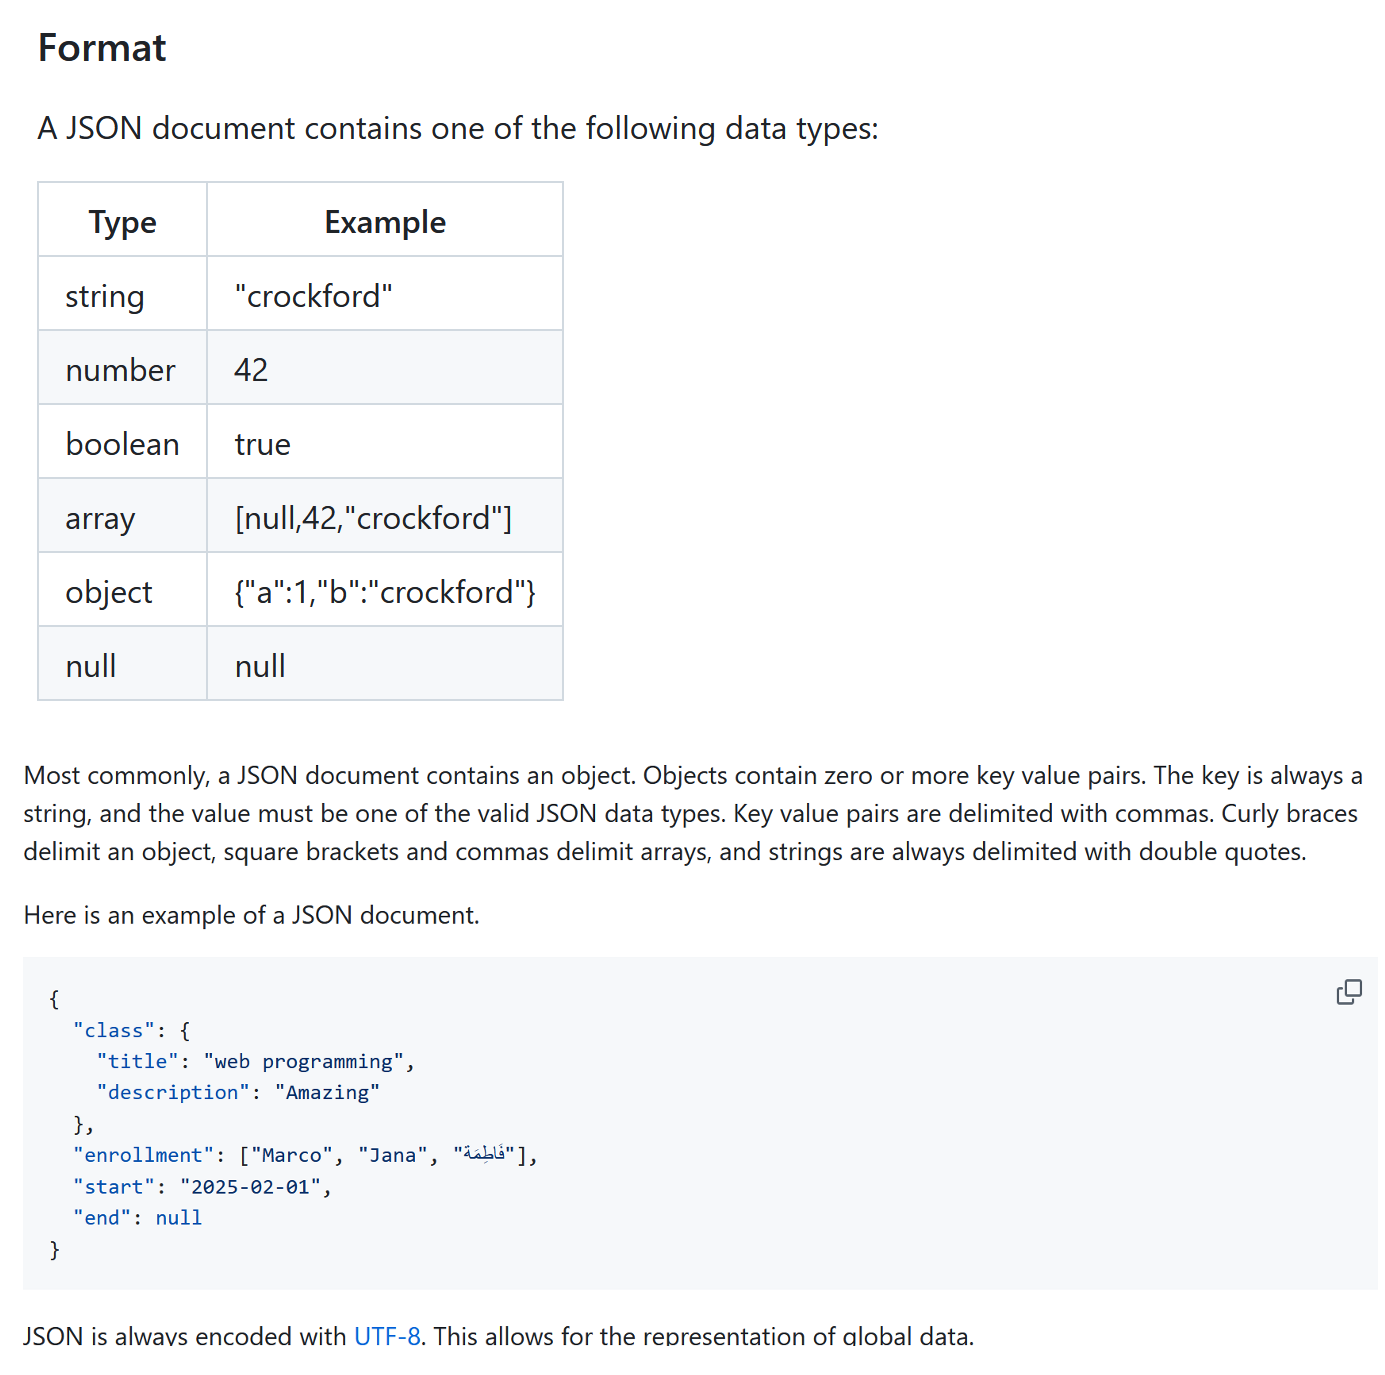 Format
A JSON document contains one of the following data types:
Type Example
string "crockford"
number 42
boolean true
array [null,42,"crockford"]
object {"a":1,"b":"crockford"}
null null
Most commonly, a JSON document contains an object. Objects contain zero or more key value pairs. The key is always a
string, and the value must be one of the valid JSON data types. Key value pairs are delimited with commas. Curly braces
delimit an object, square brackets and commas delimit arrays, and strings are always delimited with double quotes.
Here is an example of a JSON document.
{
  "class": {
    "title": "web programming",
    "description": "Amazing"
  },
  "enrollment": ["Marco", "Jana", "فَاطِمَة"],
  "start": "2025-02-01",
  "end": null
}
JSON is always encoded with UTF-8. This allows for the representation of global data.